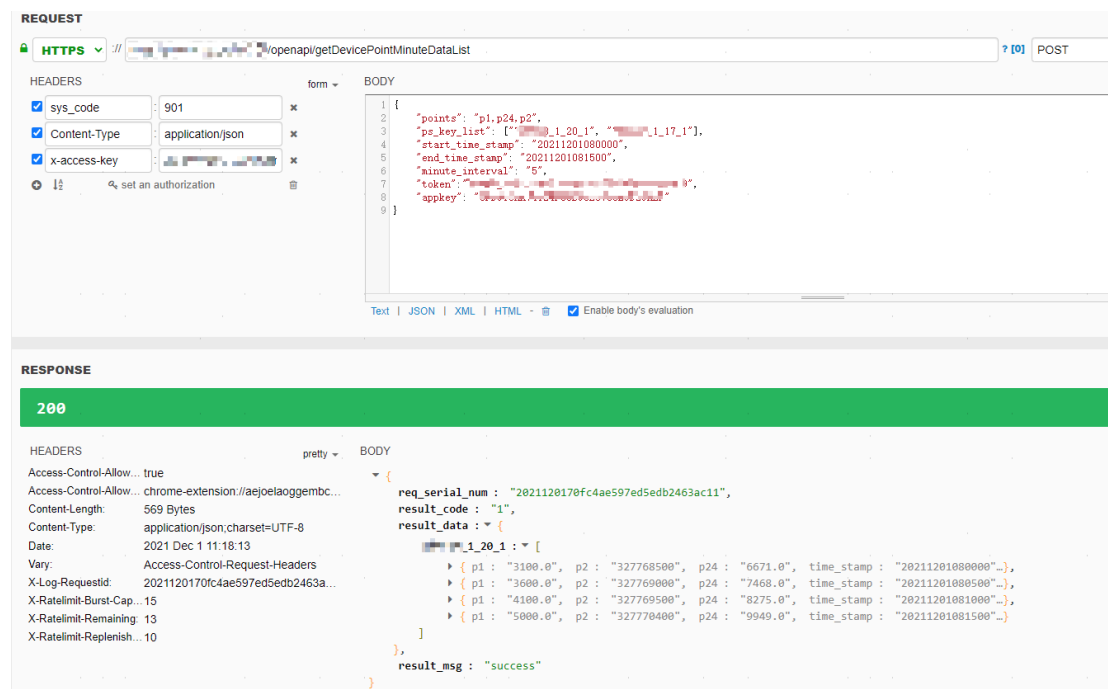 REQUEST
HTTPS :// /openapi/getDevicePointMinuteDataList ? [0] POST
HEADERS form
sys_code : 901
Content-Type : application/json
x-access-key :
set an authorization
BODY
1 {
2 "points": "p1,p24,p2",
3 "ps_key_list": ["_1_20_1", "_1_17_1"],
4 "start_time_stamp": "20211201080000",
5 "end_time_stamp": "20211201081500",
6 "minute_interval": "5",
7 "token":"",
8 "appkey": ""
9 }
Text | JSON | XML | HTML - Enable body's evaluation
RESPONSE
200
HEADERS pretty
Access-Control-Allow... true
Access-Control-Allow... chrome-extension://aejoelaoggembc...
Content-Length: 569 Bytes
Content-Type: application/json;charset=UTF-8
Date: 2021 Dec 1 11:18:13
Vary: Access-Control-Request-Headers
X-Log-Requestid: 2021120170fc4ae597ed5edb2463a...
X-Ratelimit-Burst-Cap... 15
X-Ratelimit-Remaining: 13
X-Ratelimit-Replenish... 10
BODY
{
req_serial_num : "2021120170fc4ae597ed5edb2463ac11",
result_code : "1",
result_data : {
_1_20_1 : [
{ p1 : "3100.0", p2 : "327768500", p24 : "6671.0", time_stamp : "20211201080000"…},
{ p1 : "3600.0", p2 : "327769000", p24 : "7468.0", time_stamp : "20211201080500"…},
{ p1 : "4100.0", p2 : "327769500", p24 : "8275.0", time_stamp : "20211201081000"…},
{ p1 : "5000.0", p2 : "327770400", p24 : "9949.0", time_stamp : "20211201081500"…}
]
},
result_msg : "success"
}